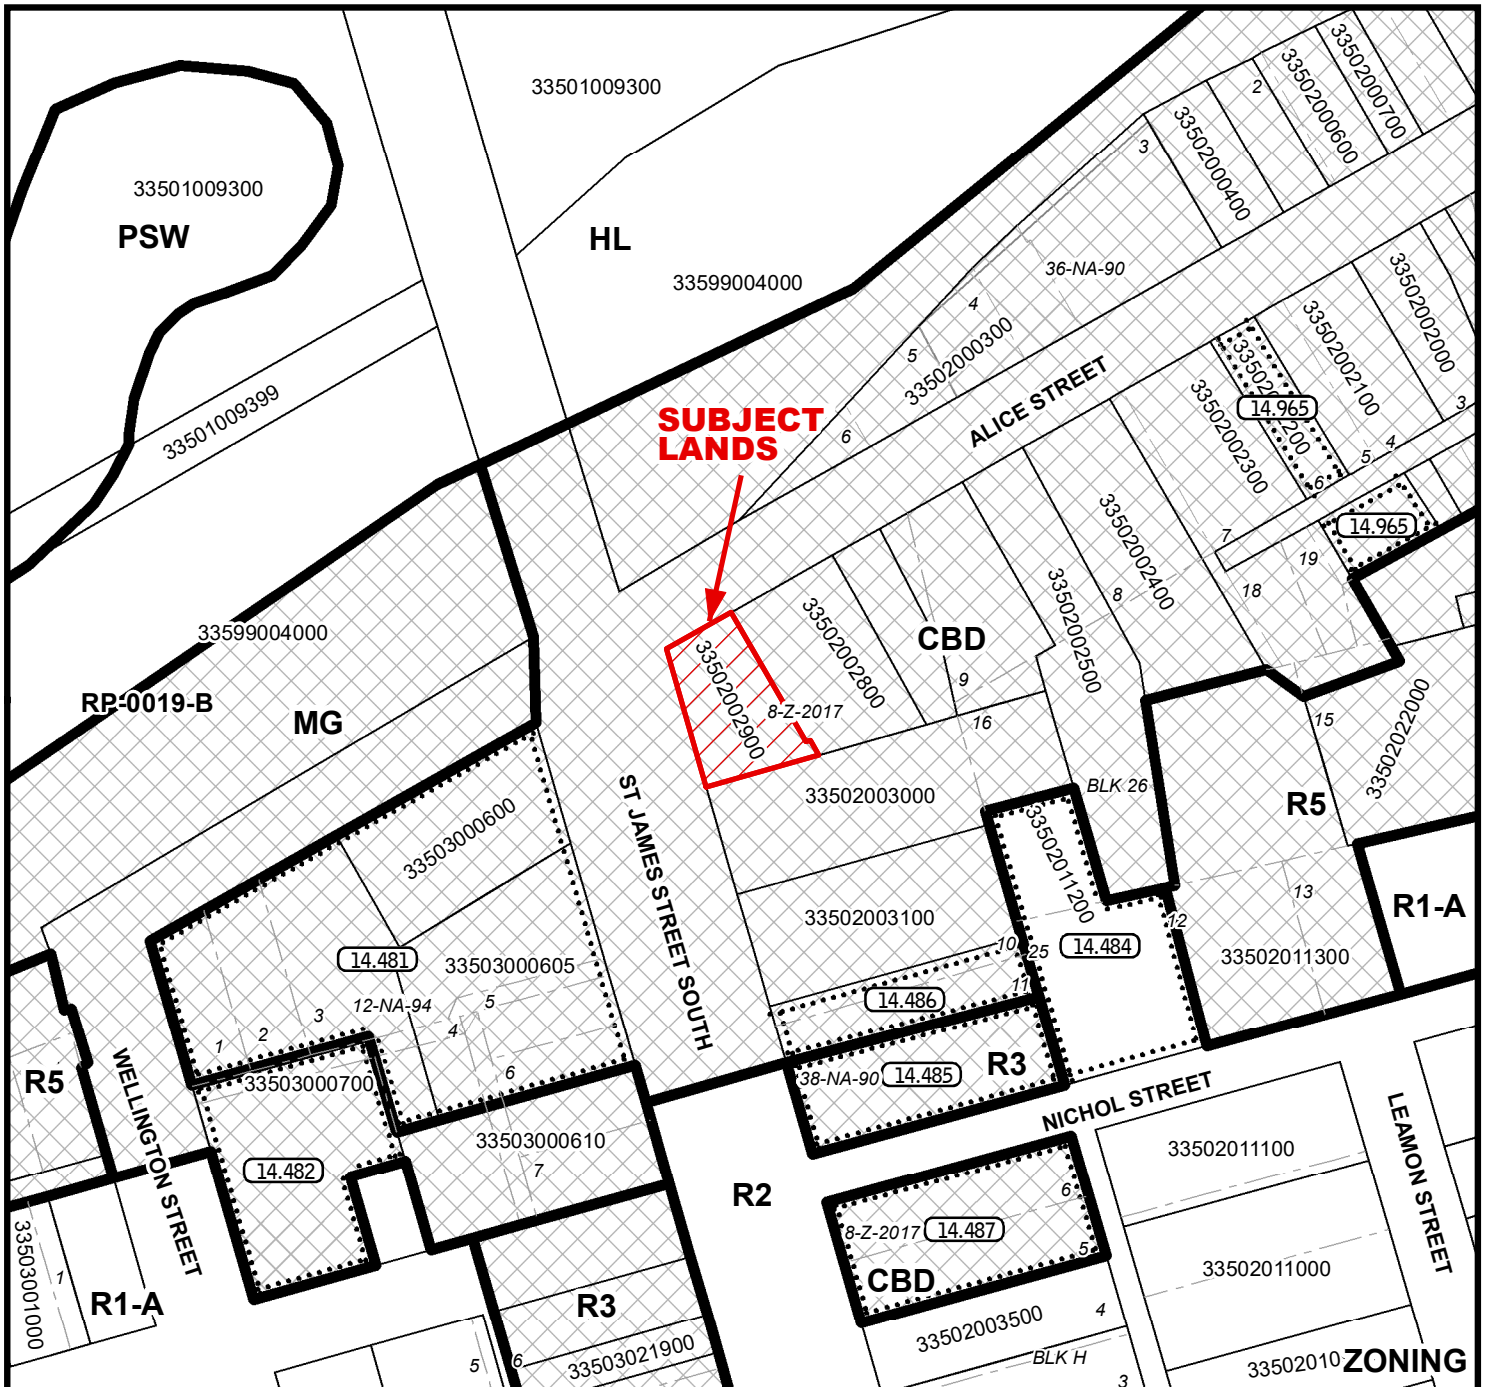 33501009300
2
33502000700
33502000600
33502000400
3
33501009300
PSW
HL
33599004000
36-NA-90
4
5
33502000300
33502002000
33502002100
14.965
33502002300
3
4
5
6
33501009399
SUBJECT
LANDS
6
ALICE STREET
33502002400
14.965
7
19
18
8
33502002500
33502002800
CBD
9
33599004000
RP-0019-B
MG
33502002900
8-Z-2017
16
15
33502022000
BLK 26
R5
33502003000
33503000600
ST JAMES STREET SOUTH
33502011200
33502003100
13
12
R1-A
14.481
33503000605
10
25
14.484
33502011300
11
14.486
12-NA-94
5
4
3
2
1
6
R5
WELLINGTON STREET
33503000700
38-NA-90
14.485
R3
NICHOL STREET
LEAMON STREET
33503000610
7
14.482
R2
33502011100
6
8-Z-2017
14.487
5
CBD
33502011000
33503001000
1
R1-A
R3
4
33502003500
BLK H
3
5
6
33503021900
33502010
ZONING